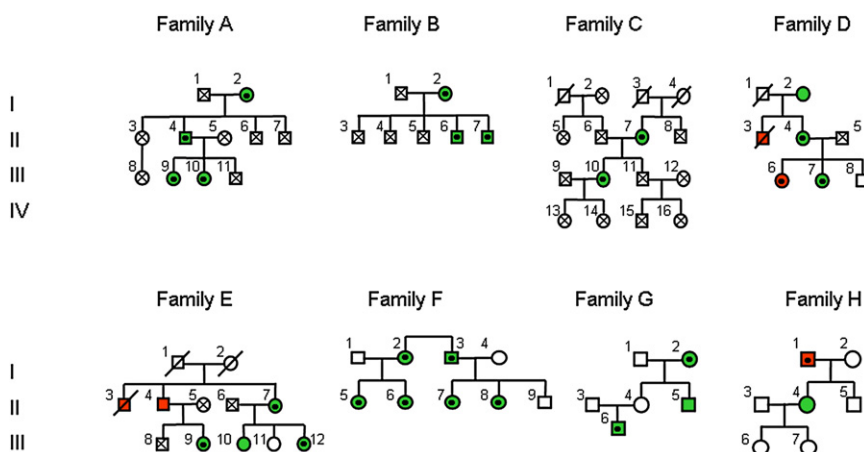 Family A Family B Family C Family D
1 2 1 2 1 2 3 4 1 2
I
3 4 5 6 7 3 4 5 6 7 5 6 7 8 3 4 5
II
8 9 10 11 9 10 11 12 6 7 8
III
13 14 15 16
IV
Family E Family F Family G Family H
1 2 1 2 3 4 1 2 1 2
I
3 4 5 6 7 5 6 7 8 9 3 4 5 3 4 5
II
8 9 10 11 12 6 6 7
III